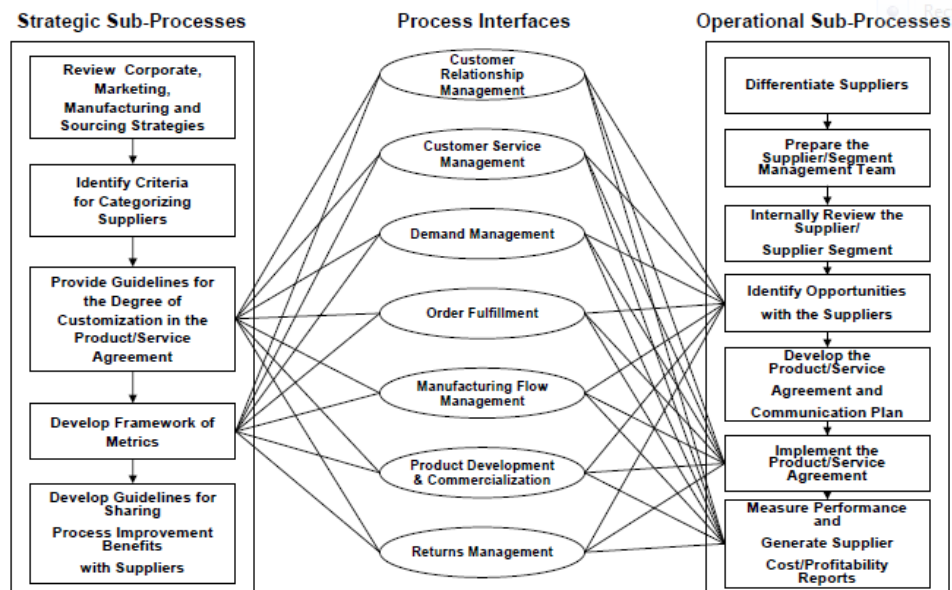 Strategic Sub-Processes
Review Corporate,
Marketing,
Manufacturing and
Sourcing Strategies
Identify Criteria
for Categorizing
Suppliers
Provide Guidelines for
the Degree of
Customization in the
Product/Service
Agreement
Develop Framework of
Metrics
Develop Guidelines for
Sharing
Process Improvement
Benefits
with Suppliers
Process Interfaces
Customer
Relationship
Management
Customer Service
Management
Demand Management
Order Fulfillment
Manufacturing Flow
Management
Product Development
& Commercialization
Returns Management
Operational Sub-Processes
Differentiate Suppliers
Prepare the
Supplier/Segment
Management Team
Internally Review the
Supplier/
Supplier Segment
Identify Opportunities
with the Suppliers
Develop the
Product/Service
Agreement and
Communication Plan
Implement the
Product/Service
Agreement
Measure Performance
and
Generate Supplier
Cost/Profitability
Reports